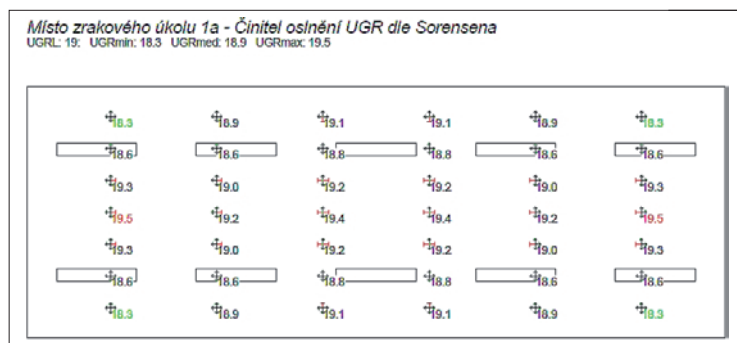 Místo zrakového úkolu 1a - Činitel oslnění UGR dle Sorensena
UGRL: 19: UGRmin: 18.3 UGRmed: 18.9 UGRmax: 19.5
18.3 18.9 19.1 19.1 18.9 18.3
18.6 18.6 18.8 18.8 18.6 18.6
19.3 19.0 19.2 19.2 19.0 19.3
19.5 19.2 19.4 19.4 19.2 19.5
19.3 19.0 19.2 19.2 19.0 19.3
18.6 18.6 18.8 18.8 18.6 18.6
18.3 18.9 19.1 19.1 18.9 18.3